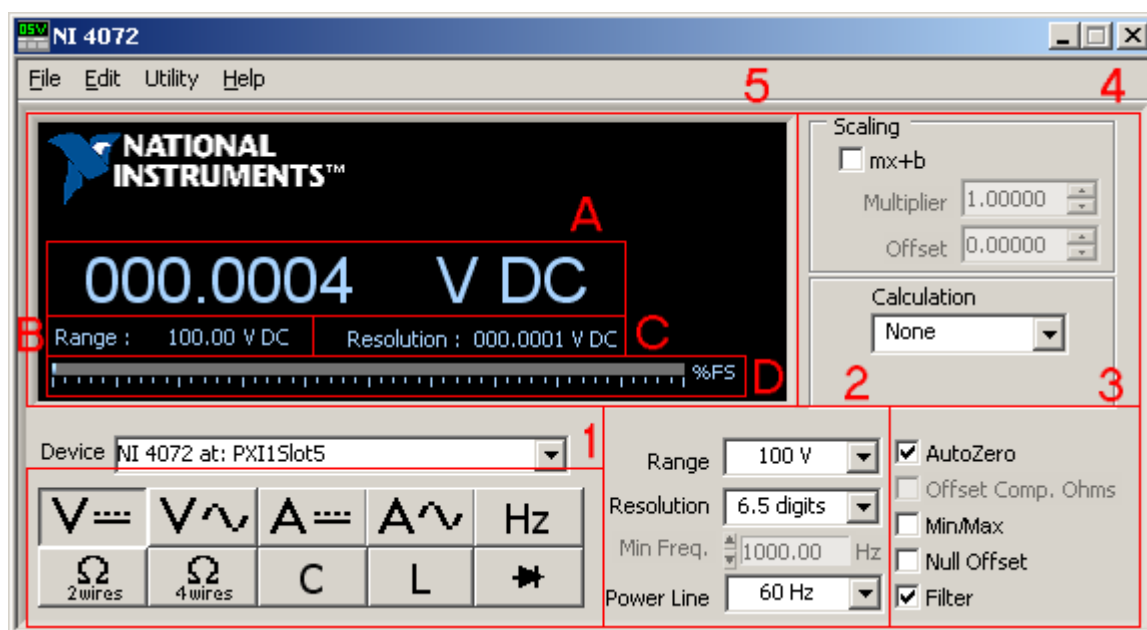 05V NI 4072
File Edit Utility Help
5 4
NATIONAL
INSTRUMENTS™
A
000.0004 V DC
B Range : 100.00 V DC Resolution : 000.0001 V DC C
%FS D
Scaling
mx+b
Multiplier 1.00000
Offset 0.00000
Calculation
None
2 3
Device NI 4072 at: PXI1Slot5 1
V V A A Hz
Ω Ω C L
2wires 4wires
Range 100 V
Resolution 6.5 digits
Min Freq. 1000.00 Hz
Power Line 60 Hz
AutoZero
Offset Comp. Ohms
Min/Max
Null Offset
Filter